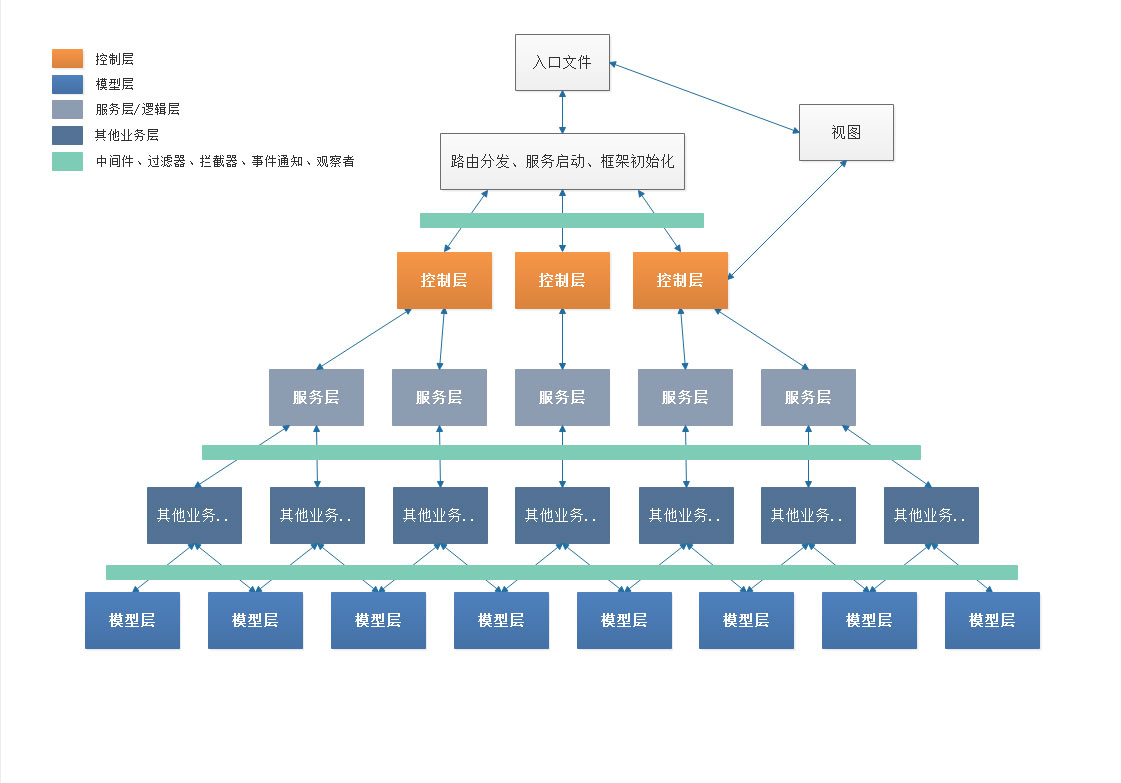 控制层
模型层
服务层/逻辑层
其他业务层
中间件、过滤器、拦截器、事件通知、观察者
入口文件
视图
路由分发、服务启动、框架初始化
控制层
控制层
控制层
服务层
服务层
服务层
服务层
服务层
其他业务..
其他业务..
其他业务..
其他业务..
其他业务..
其他业务..
其他业务..
模型层
模型层
模型层
模型层
模型层
模型层
模型层
模型层